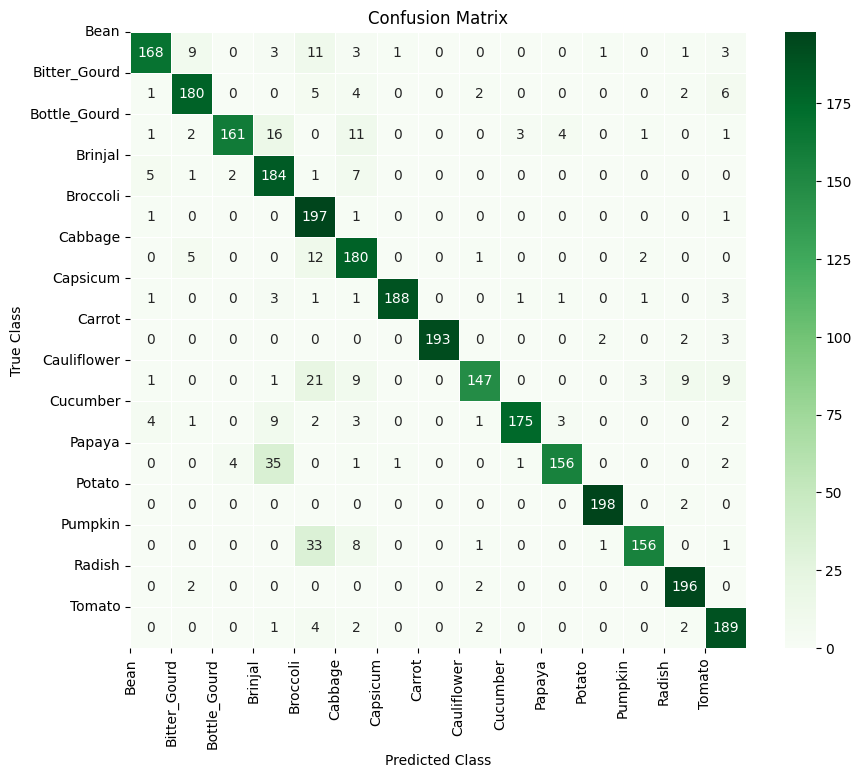 Confusion Matrix
Bean
168 9 0 3 11 3 1 0 0 0 0 1 0 1 3
Bitter_Gourd
1 180 0 0 5 4 0 0 2 0 0 0 0 2 6
Bottle_Gourd
1 2 161 16 0 11 0 0 0 3 4 0 1 0 1
Brinjal
5 1 2 184 1 7 0 0 0 0 0 0 0 0 0
Broccoli
1 0 0 0 197 1 0 0 0 0 0 0 0 0 1
Cabbage
0 5 0 0 12 180 0 0 1 0 0 0 2 0 0
Capsicum
1 0 0 3 1 1 188 0 0 1 1 0 1 0 3
Carrot
0 0 0 0 0 0 0 193 0 0 0 2 0 2 3
Cauliflower
1 0 0 1 21 9 0 0 147 0 0 0 3 9 9
Cucumber
4 1 0 9 2 3 0 0 1 175 3 0 0 0 2
Papaya
0 0 4 35 0 1 1 0 0 1 156 0 0 0 2
Potato
0 0 0 0 0 0 0 0 0 0 0 198 0 2 0
Pumpkin
0 0 0 0 33 8 0 0 1 0 0 1 156 0 1
Radish
0 2 0 0 0 0 0 0 2 0 0 0 0 196 0
Tomato
0 0 0 1 4 2 0 0 2 0 0 0 0 2 189
True Class
Bean Bitter_Gourd Bottle_Gourd Brinjal Broccoli Cabbage Capsicum Carrot Cauliflower Cucumber Papaya Potato Pumpkin Radish Tomato
Predicted Class
175
150
125
100
75
50
25
0